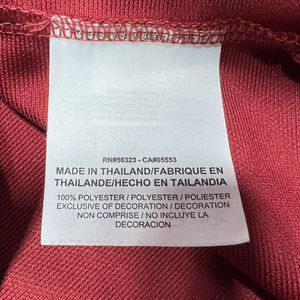 RN#56323 - CA#05553
MADE IN THAILAND/FABRIQUE EN
THAILANDE/HECHO EN TAILANDIA
100% POLYESTER / POLYESTER / POLIESTER
EXCLUSIVE OF DECORATION / DECORATION
NON COMPRISE / NO INCLUYE LA
DECORACION